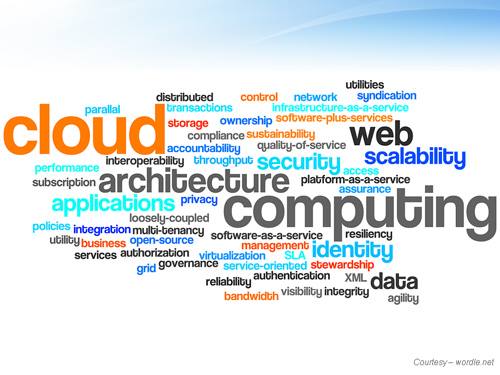 utilities
distributed control network syndication
parallal transactions infrastructure-as-a-service
cloud storage ownership software-plus-services
compliance sustainability web
accountability quality-of-service
interoperability throughput security scalability
performance access
subscription architecture platform-as-a-service
assurance
applications privacy computing
loosely-coupled
policies integration multi-tenancy software-as-a-service resiliency
utility business open-source management identity
services authorization virtualization SLA
grid governance service-oriented stewardship
authentication XML data
reliability
bandwidth visibility integrity agility
Courtesy – wordle.net